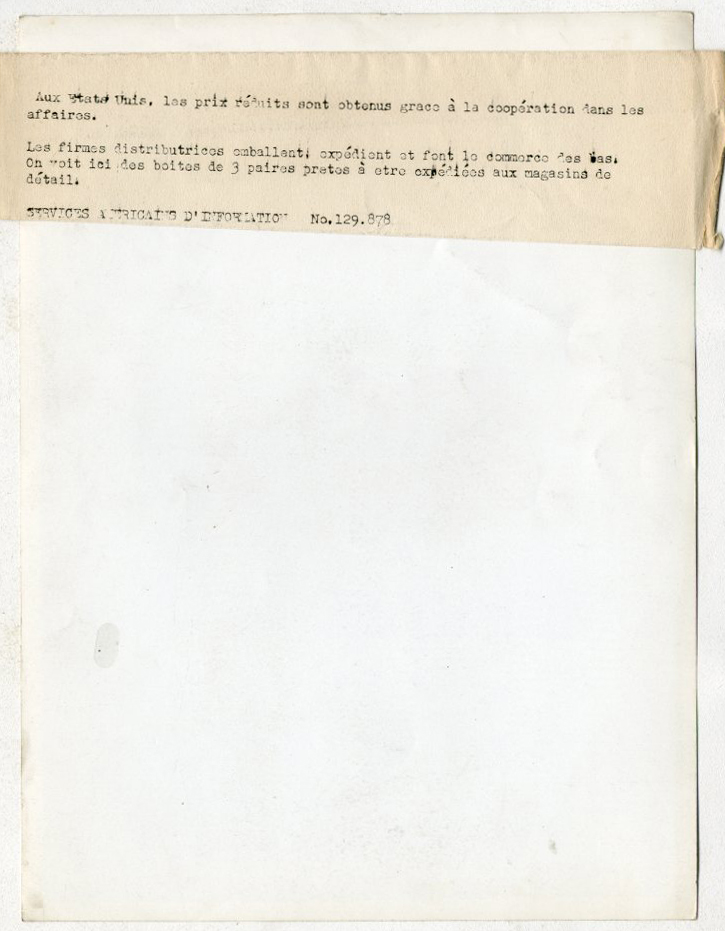 Aux Etats Unis, les prix réduits sont obtenus grace à la coopération dans les
affaires.
Les firmes distributrices emballent, expédient et font le commerce des bas.
On voit ici des boites de 3 paires pretes à etre expédiées aux magasins de
détail.
SERVICES AMERICAINS D'INFORMATION No.129.878